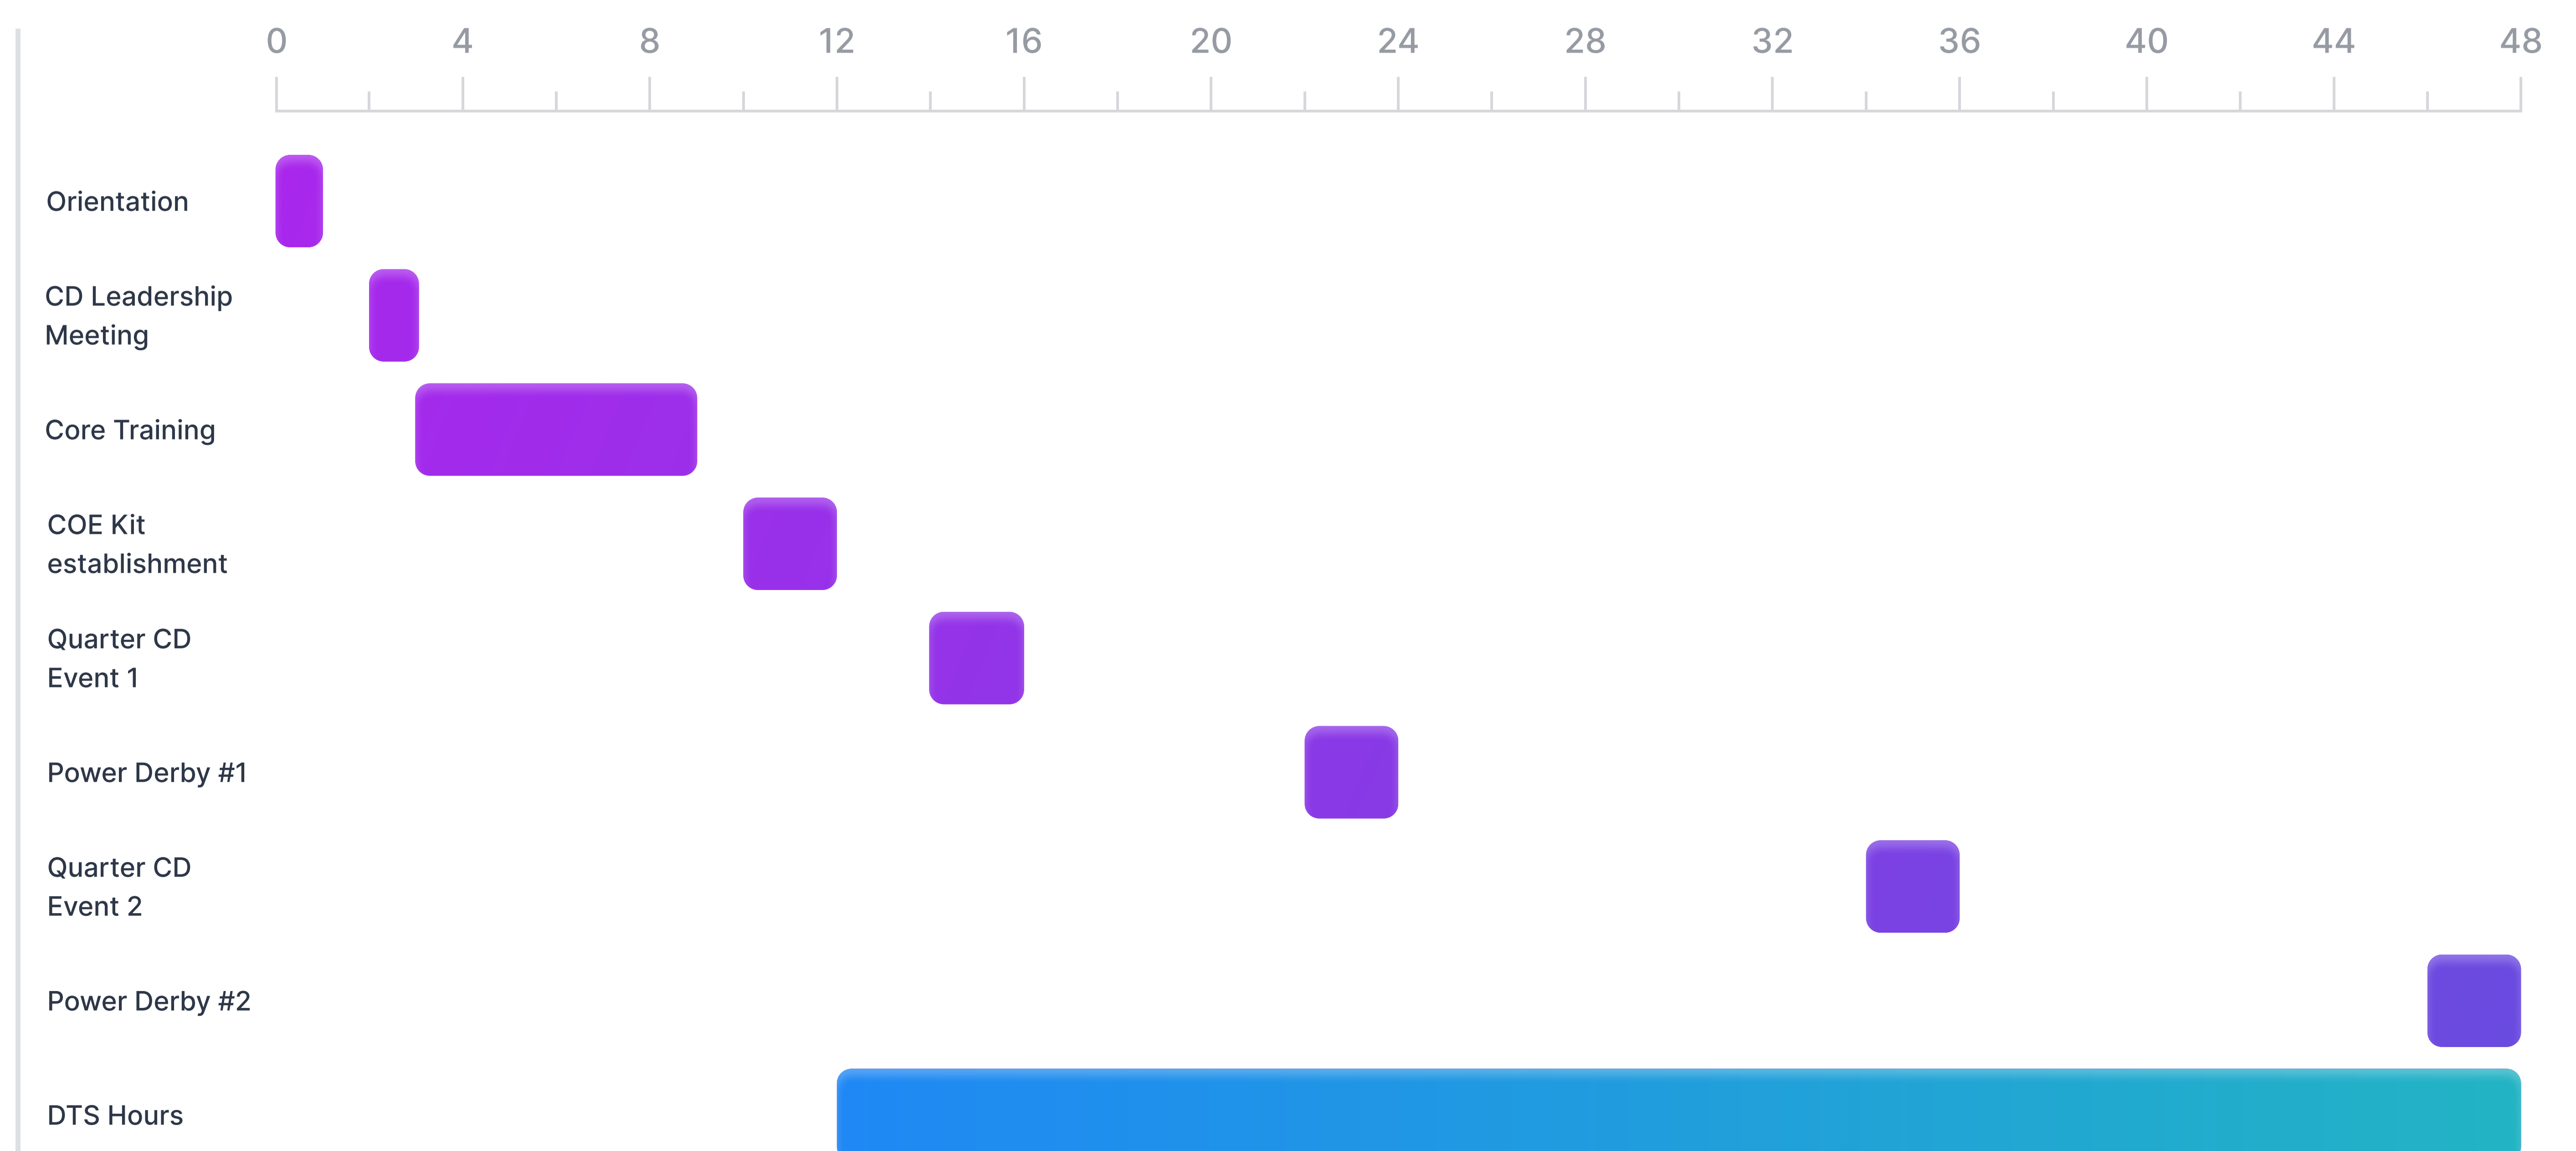 0 4 8 12 16 20 24 28 32 36 40 44 48
Orientation
CD Leadership
Meeting
Core Training
COE Kit
establishment
Quarter CD
Event 1
Power Derby #1
Quarter CD
Event 2
Power Derby #2
DTS Hours